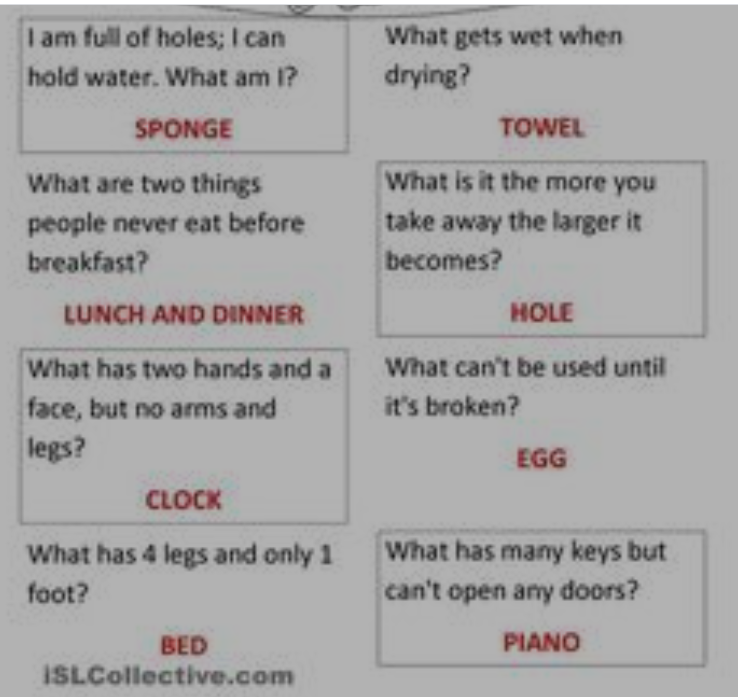 I am full of holes; I can
hold water. What am I?
SPONGE
What gets wet when
drying?
TOWEL
What are two things
people never eat before
breakfast?
LUNCH AND DINNER
What is it the more you
take away the larger it
becomes?
HOLE
What has two hands and a
face, but no arms and
legs?
CLOCK
What can't be used until
it's broken?
EGG
What has 4 legs and only 1
foot?
BED
What has many keys but
can't open any doors?
PIANO
iSLCollective.com